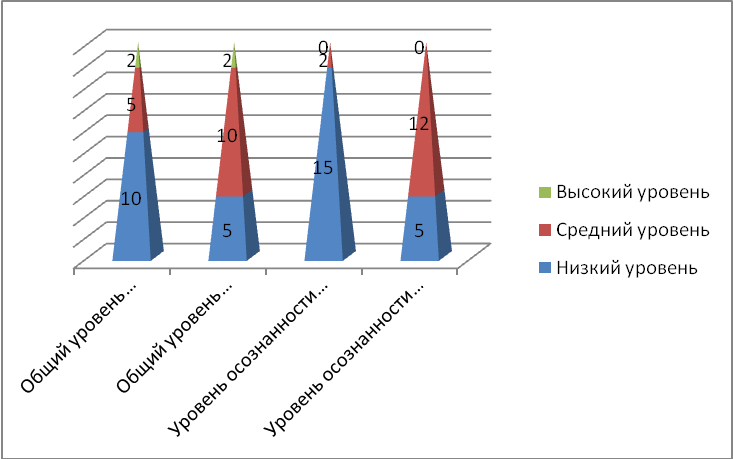 2
2
0
0
5
10
2
12
10
5
15
5
Высокий уровень
Средний уровень
Низкий уровень
Общий уровень...
Общий уровень...
Уровень осознанности...
Уровень осознанности...